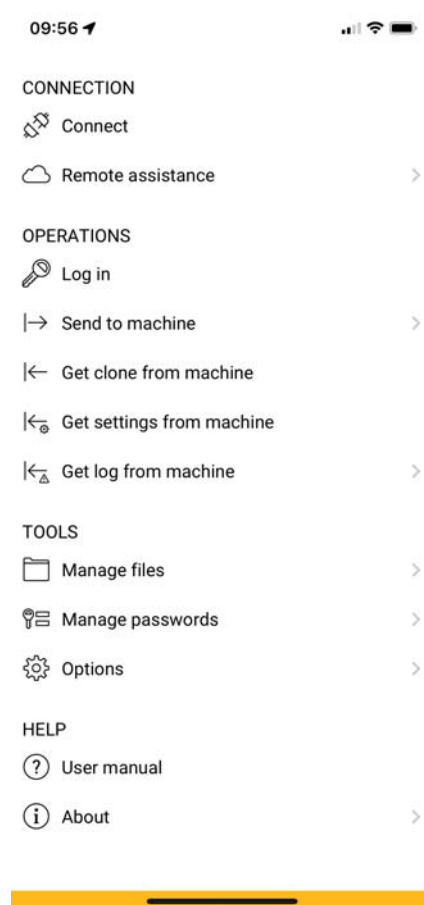 09:56
CONNECTION
Connect
Remote assistance
OPERATIONS
Log in
Send to machine
Get clone from machine
Get settings from machine
Get log from machine
TOOLS
Manage files
Manage passwords
Options
HELP
User manual
About